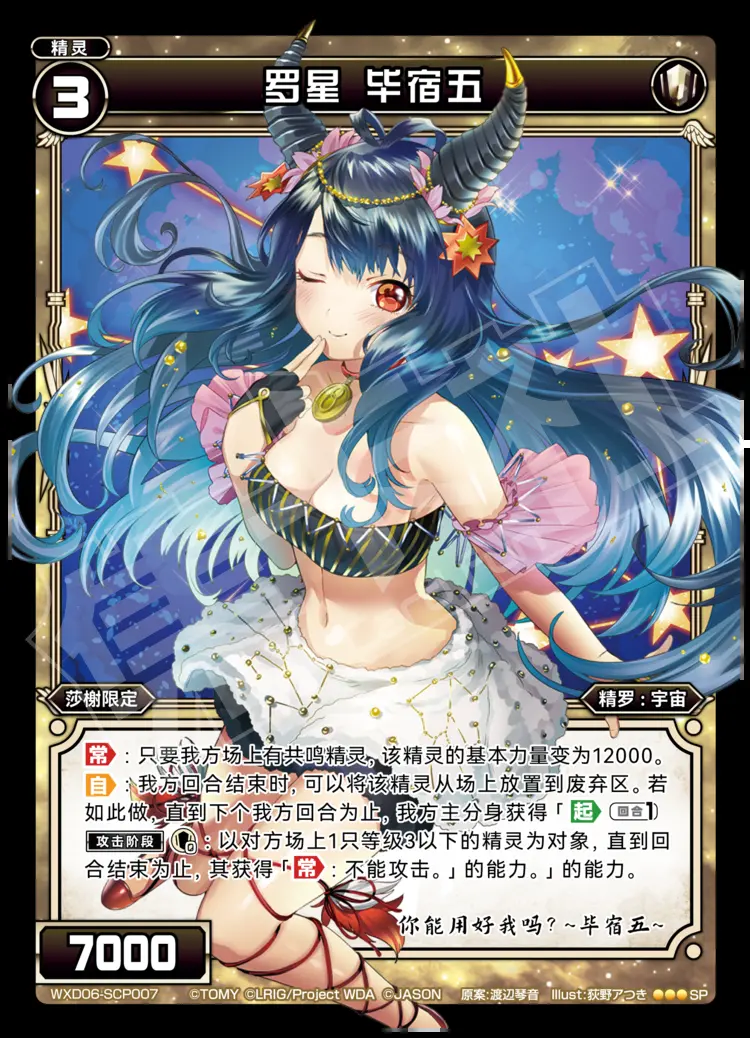 精灵
3
罗星 毕宿五
莎榭限定
精罗：宇宙
常：只要我方场上有共鸣精灵，该精灵的基本力量变为12000。
自：我方回合结束时，可以将该精灵从场上放置到废弃区。若
如此做，直到下个我方回合为止，我方主分身获得「起 回合1
攻击阶段 0：以对方场上1只等级3以下的精灵为对象，直到回
合结束为止，其获得「常：不能攻击。」的能力。」的能力。
你能用好我吗？~毕宿五~
7000
WXD06-SCP007 ©TOMY ©LRIG/Project WDA ©JASON 原案:渡辺琴音 Illust:荻野アつき SP